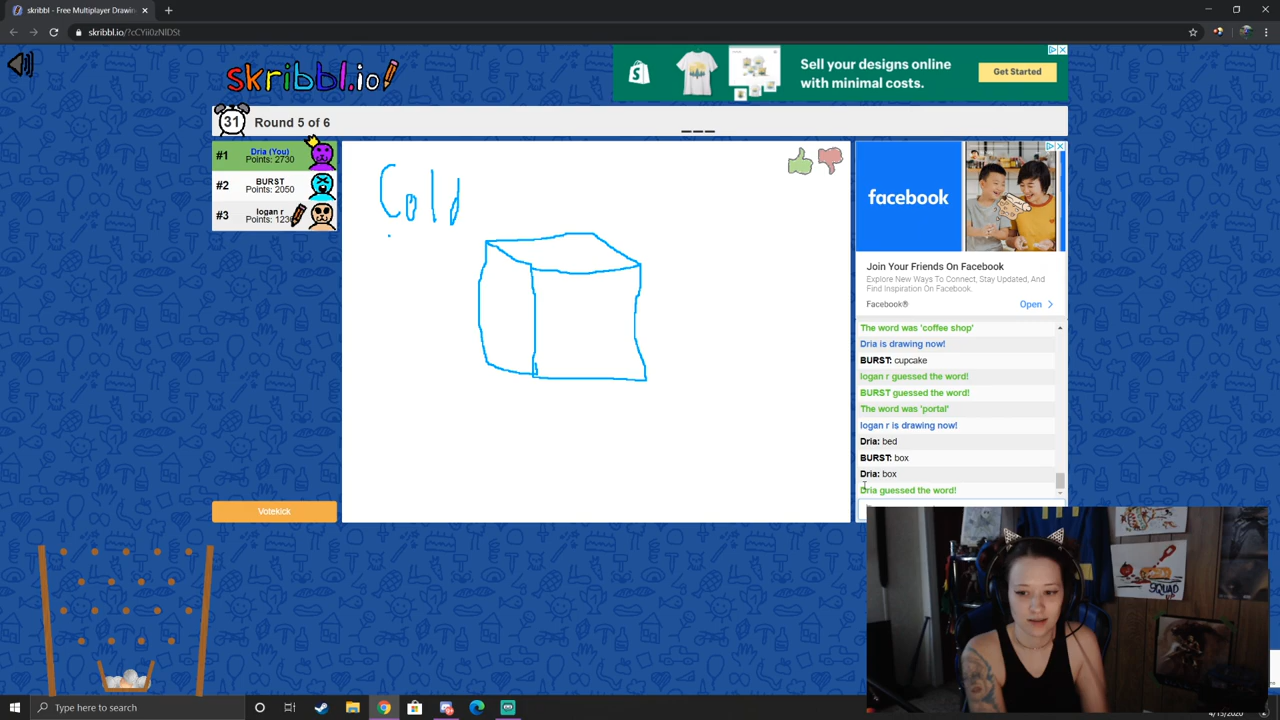 skribbl - Free Multiplayer Drawin
skribbl.io/?cCYii0zNlDSt
skribbl.io!
Sell your designs online
with minimal costs.
Get Started
31
Round 5 of 6
_ _ _
#1
Dria (You)
Points: 2730
#2
BURST
Points: 2050
#3
logan r
Cold
facebook
Join Your Friends On Facebook
Explore New Ways To Connect, Stay Updated, And
Find Inspiration On Facebook.
Facebook®
Open
The word was 'coffee shop'
Dria is drawing now!
BURST: cupcake
logan r guessed the word!
BURST guessed the word!
The word was 'portal'
logan r is drawing now!
Dria: bed
BURST: box
Dria: box
Dria guessed the word!
Votekick
SQUAD
Type here to search